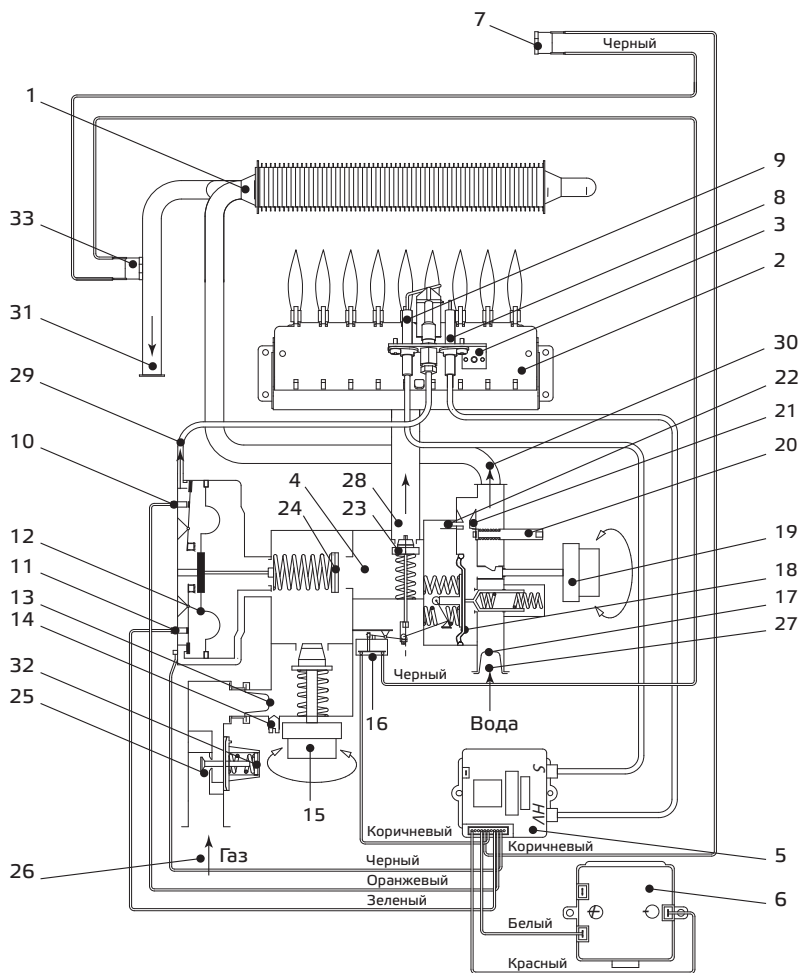 7
Черный
1
9
8
3
2
33
31
30
22
29
21
20
10
4
28
24
23
12
19
11
18
13
17
14
27
Черный
32
16
Вода
25
15
S
HV
Коричневый
5
26
Газ
Коричневый
Черный
Оранжевый
6
Зеленый
Белый
Красный